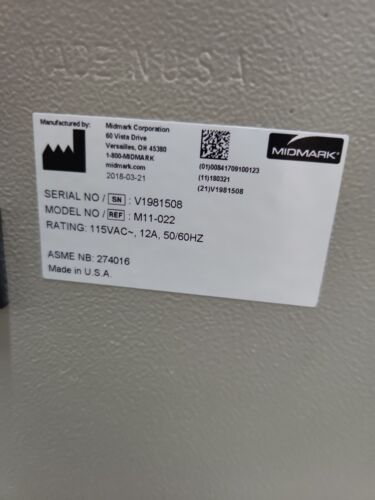 MADE IN U.S.A
Manufactured by:
Midmark Corporation
60 Vista Drive
Versailles, OH 45380
1-800-MIDMARK
midmark.com
2018-03-21
(01)00841709100123
(11)180321
(21)V1981508
MIDMARK®
SERIAL NO / SN : V1981508
MODEL NO / REF : M11-022
RATING: 115VAC~, 12A, 50/60HZ
ASME NB: 274016
Made in U.S.A.